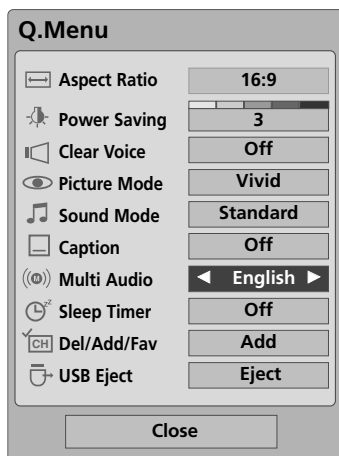 Q.Menu
Aspect Ratio 16:9
Power Saving 3
Clear Voice Off
Picture Mode Vivid
Sound Mode Standard
Caption Off
Multi Audio ◄ English ►
Sleep Timer Off
CH Del/Add/Fav Add
USB Eject Eject
Close